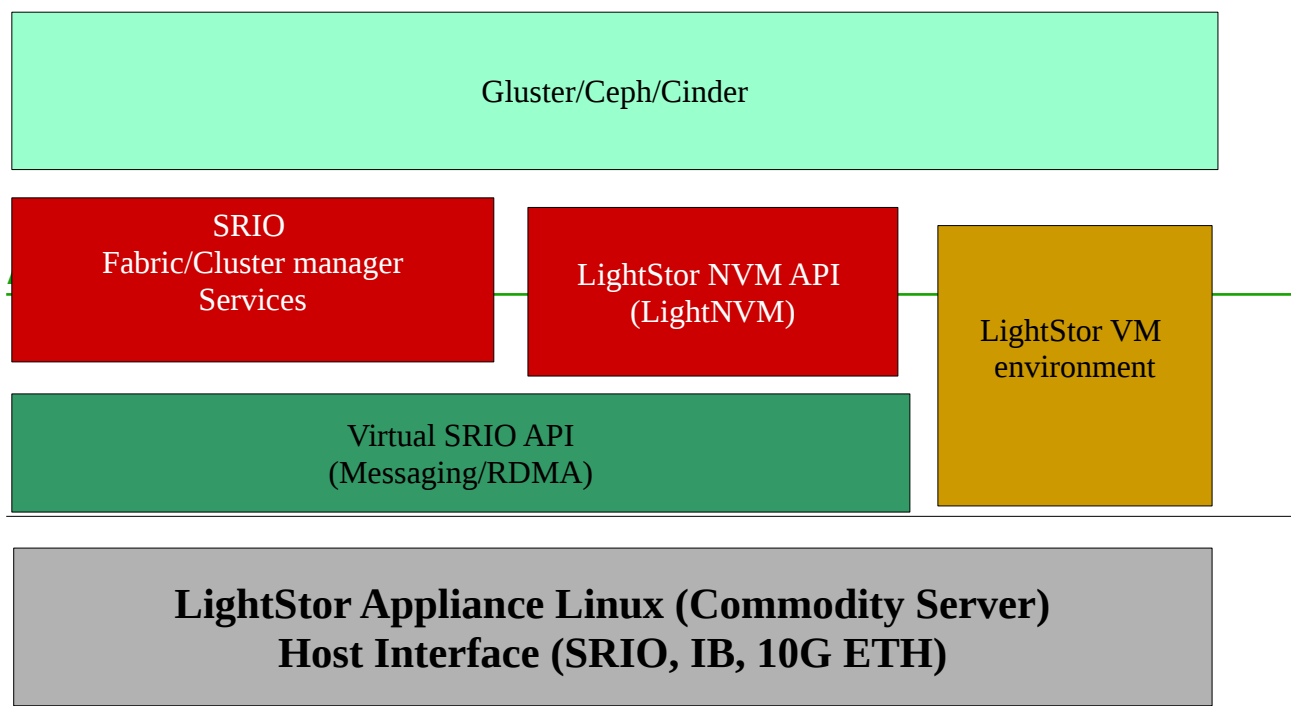 Gluster/Ceph/Cinder
SRIO
Fabric/Cluster manager
Services
LightStor NVM API
(LightNVM)
LightStor VM
environment
Virtual SRIO API
(Messaging/RDMA)
LightStor Appliance Linux (Commodity Server)
Host Interface (SRIO, IB, 10G ETH)